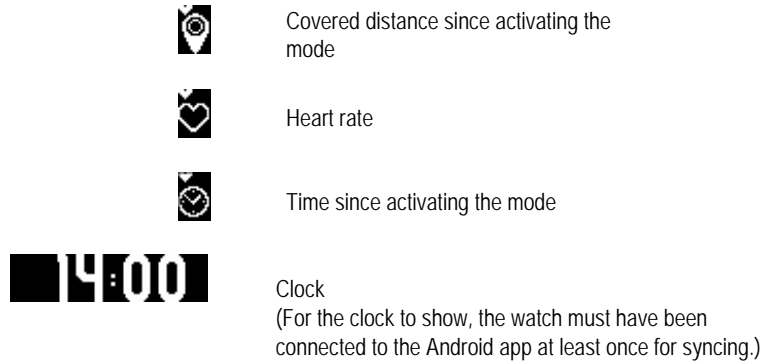 Covered distance since activating the
mode
Heart rate
Time since activating the mode
14:00
Clock
(For the clock to show, the watch must have been
connected to the Android app at least once for syncing.)